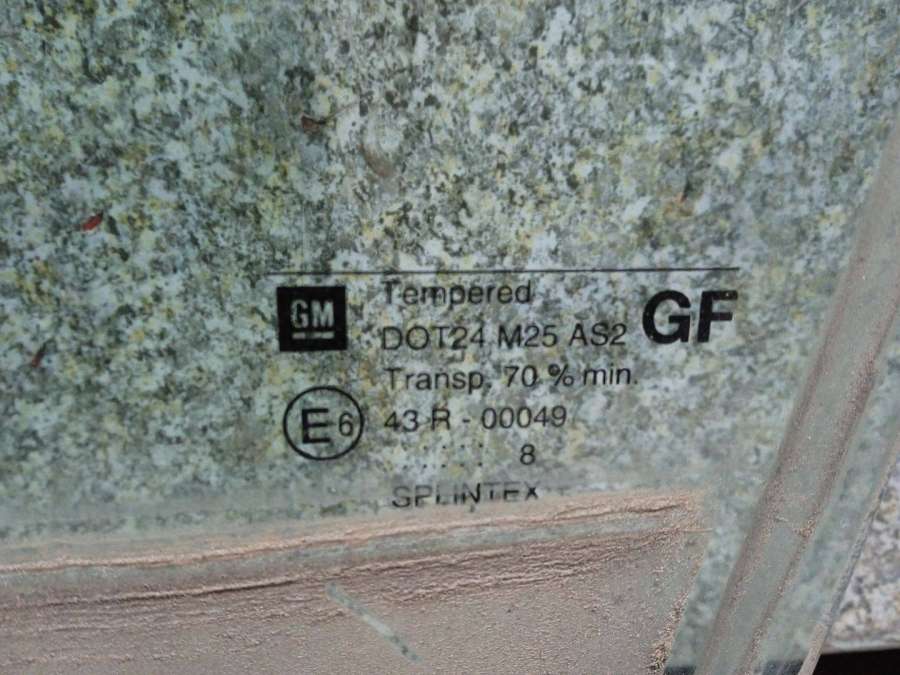 GM Tempered GF
DOT24 M25 AS2
Transp. 70 % min.
E6 43 R - 00049
. . : : : 8
SPLINTEX